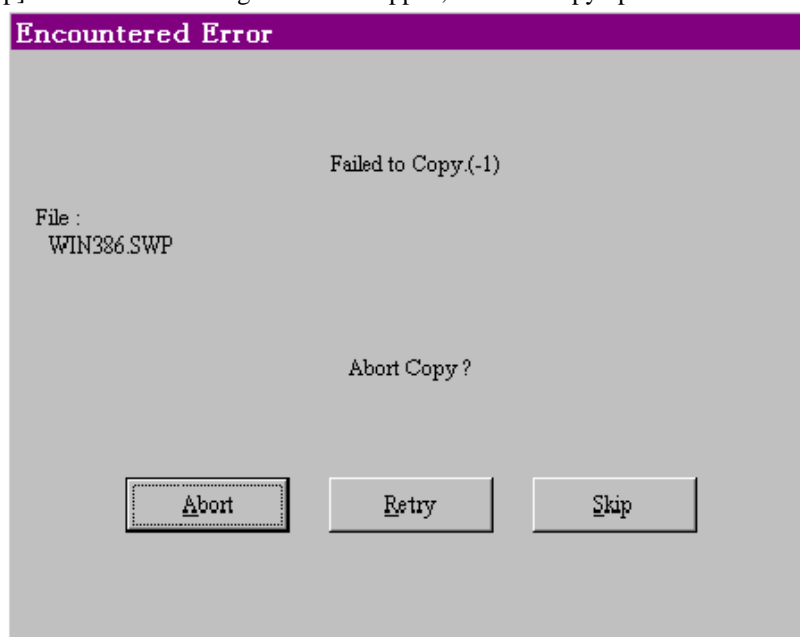 Encountered Error
Failed to Copy.(-1)
File :
WIN386.SWP
Abort Copy ?
Abort Retry Skip